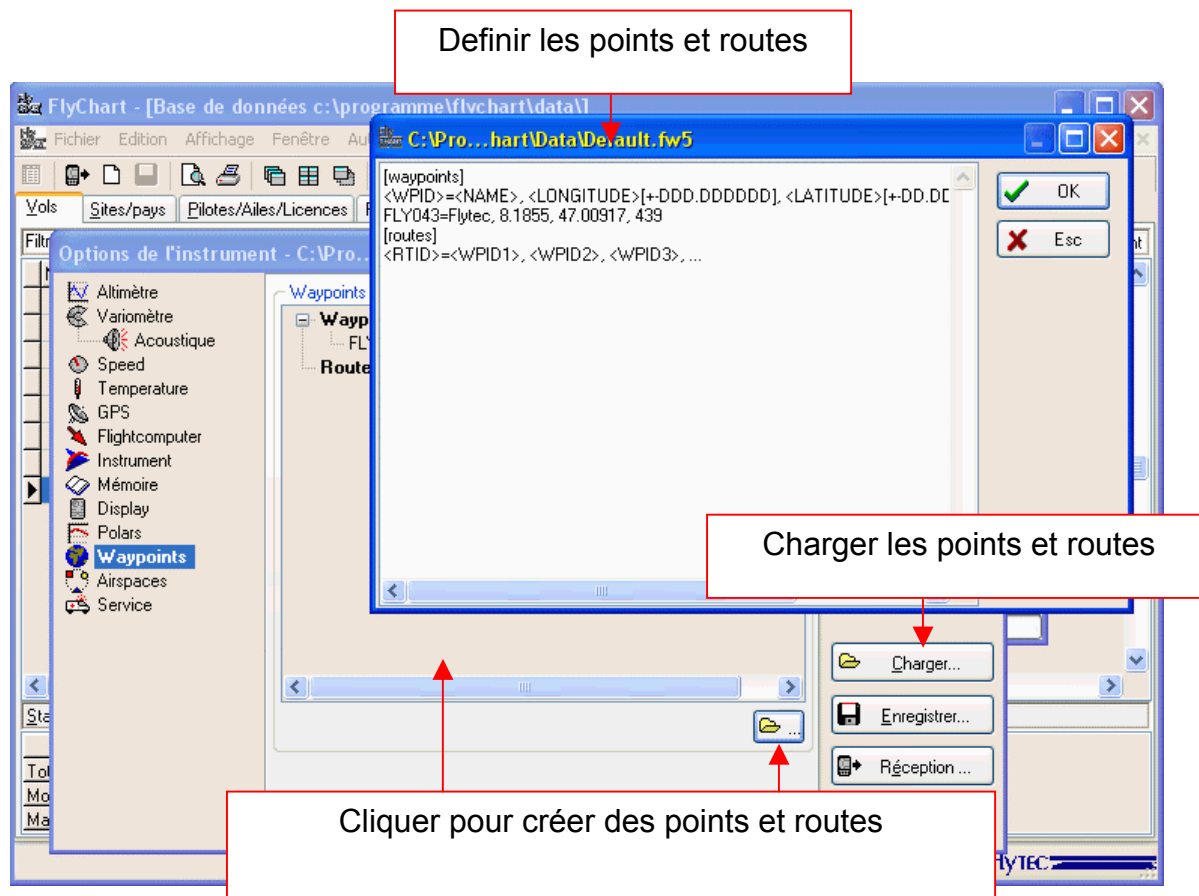 Definir les points et routes
FlyChart - [Base de données c:\programme\flychart\data\]
Fichier Edition Affichage Fenêtre
C:\Pro...hart\Data\Default.fw5
[waypoints]
<WPID>=<NAME>, <LONGITUDE>[+-DDD.DDDDDD], <LATITUDE>[+-DD.DD
FLY043=Flytec, 8.1855, 47.00917, 439
[routes]
<RTID>=<WPID1>, <WPID2>, <WPID3>, ...
OK
Esc
Vols Sites/pays Pilotes/Ailes/Licences
Options de l'instrument - C:\Pro..
Altimètre
Variomètre
Acoustique
Speed
Temperature
GPS
Flightcomputer
Instrument
Mémoire
Display
Polars
Waypoints
Airspaces
Service
Waypoints
Wayp
FLY
Route
Charger les points et routes
Charger...
Enregistrer...
Réception ...
...
Cliquer pour créer des points et routes
FLYTEC